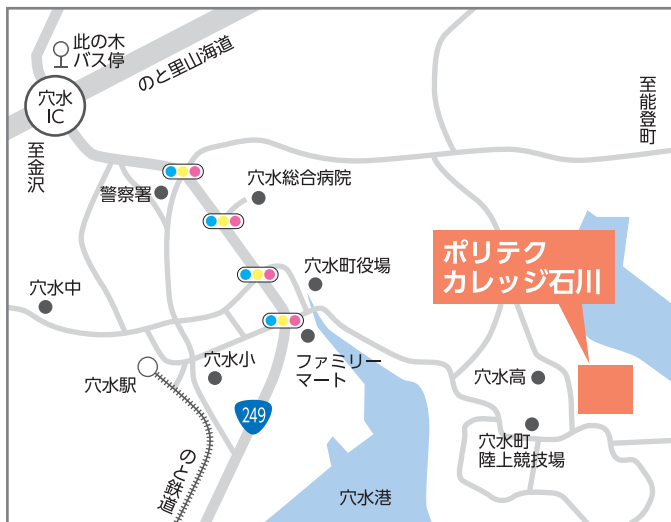 此の木
バス停
のと里山海道
穴水
IC
至金沢
至能登町
警察署
穴水総合病院
穴水町役場
ポリテク
カレッジ石川
穴水中
穴水駅
穴水小
ファミリー
マート
穴水高
249
穴水町
陸上競技場
のと鉄道
穴水港